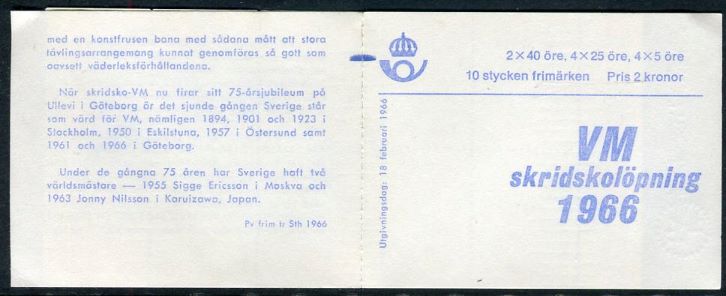 med en konstfrusen bana med sådana mått att stora
tävlingsarrangemang kunnat genomföras så gott som
oavsett väderleksförhållandena.
När skridsko-VM nu firar sitt 75-årsjubileum på
Ullevi i Göteborg är det sjunde gången Sverige står
som värd för VM, nämligen 1894, 1901 och 1923 i
Stockholm, 1950 i Eskilstuna, 1957 i Östersund samt
1961 och 1966 i Göteborg.
Under de gångna 75 åren har Sverige haft två
världsmästare — 1955 Sigge Ericsson i Moskva och
1963 Jonny Nilsson i Karuizawa, Japan.
Pv frim tr Sth 1966
Utgivningsdag: 18 februari 1966
2×40 öre, 4×25 öre, 4×5 öre
10 stycken frimärken Pris 2 kronor
VM
skridskolöpning
1966